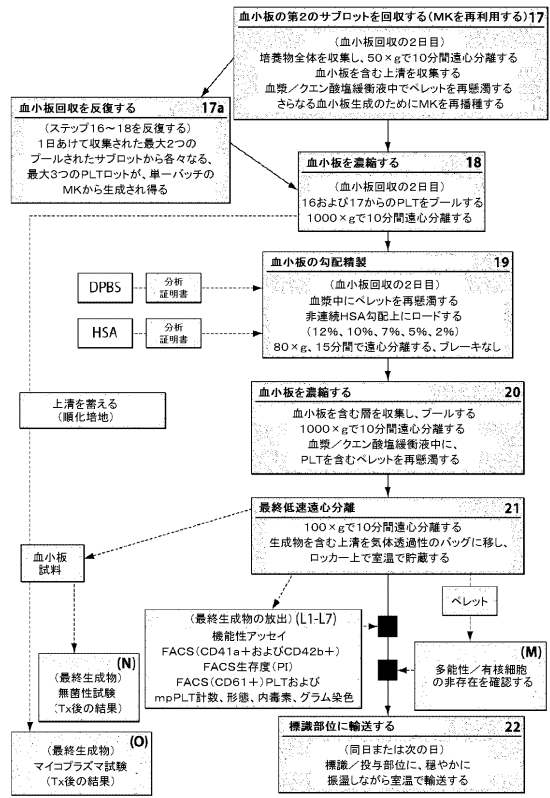 血小板の第2のサブロットを回収する(MKを再利用する) 17
(血小板回収の2日目)
培養物全体を収集し、50×gで10分間遠心分離する
血小板を含む上清を収集する
血漿／クエン酸塩緩衝液中でペレットを再懸濁する
さらなる血小板生成のためにMKを再播種する
血小板回収を反復する 17a
(ステップ16～18を反復する)
1日あけて収集された最大2つの
プールされたサブロットから各々なる、
最大3つのPLTロットが、単一バッチの
MKから生成され得る
血小板を濃縮する 18
(血小板回収の2日目)
16および17からのPLTをプールする
1000×gで10分間遠心分離する
血小板の勾配精製 19
(血小板回収の2日目)
血漿中にペレットを再懸濁する
非連続HSA勾配上にロードする
(12%、10%、7%、5%、2%)
80×g、15分間で遠心分離する、ブレーキなし
DPBS
分析
証明書
HSA
分析
証明書
上清を蓄える
(順化培地)
血小板を濃縮する 20
血小板を含む層を収集し、プールする
1000×gで10分間遠心分離する
血漿／クエン酸塩緩衝液中に、
PLTを含むペレットを再懸濁する
最終低速遠心分離 21
100×gで10分間遠心分離する
生成物を含む上清を気体透過性のバッグに移し、
ロッカー上で室温で貯蔵する
血小板
試料
ペレット
(最終生成物の放出) (L1-L7)
機能性アッセイ
FACS(CD41a+およびCD42b+)
FACS生存度(PI)
FACS(CD61+)PLTおよび
mpPLT計数、形態、内毒素、グラム染色
(M)
多能性／有核細胞
の非存在を確認する
(N)
(最終生成物)
無菌性試験
(Tx後の結果)
(O)
(最終生成物)
マイコプラズマ試験
(Tx後の結果)
標識部位に輸送する 22
(同日または次の日)
標識／投与部位に、穏やかに
振盪しながら室温で輸送する